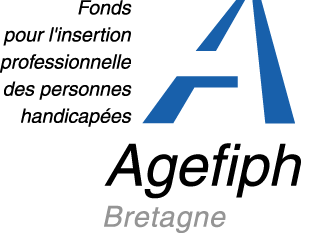 Fonds
pour l'insertion
professionnelle
des personnes
handicapées
Agefiph
Bretagne